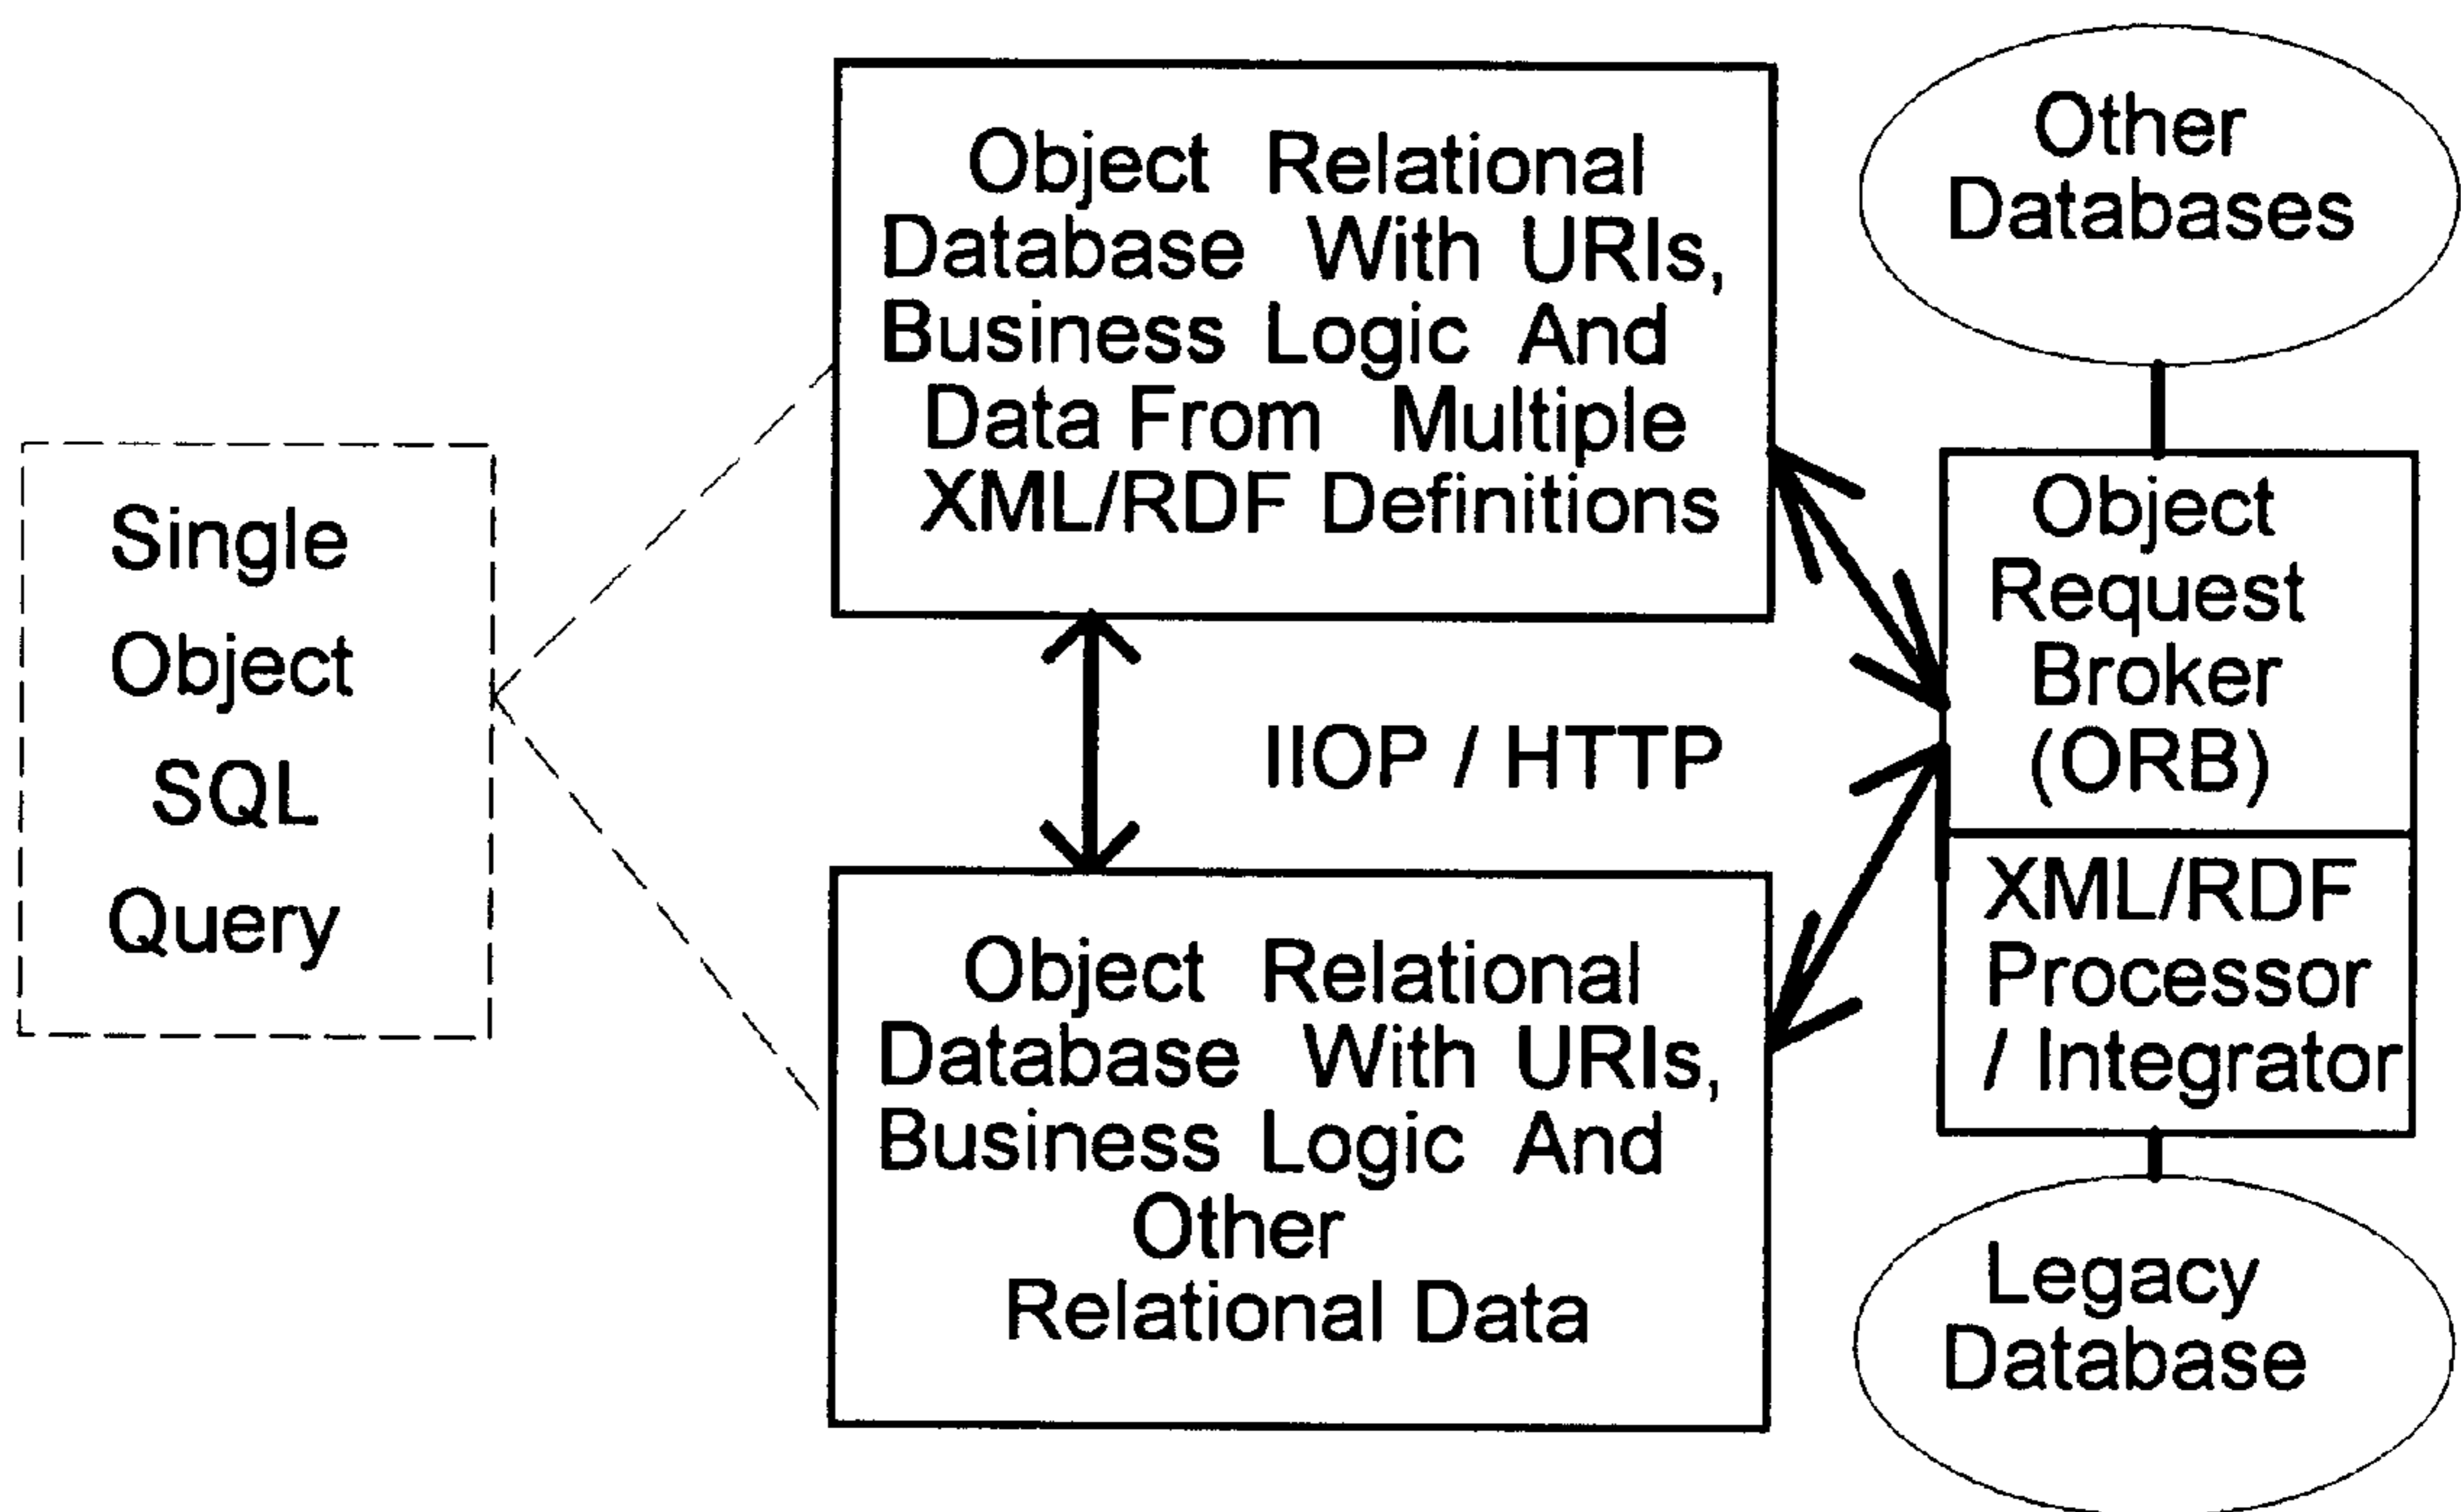 Single
Object
SQL
Query
Object Relational
Database With URIs,
Business Logic And
Data From Multiple
XML/RDF Definitions
IIOP / HTTP
Object Relational
Database With URIs,
Business Logic And
Other
Relational Data
Other
Databases
Object
Request
Broker
(ORB)
XML/RDF
Processor
/ Integrator
Legacy
Database